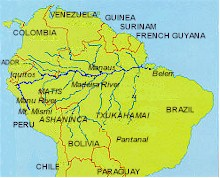 VENEZUELA
GUINEA
SURINAM
FRENCH GUYANA
COLOMBIA
ADOR
Iquitos
Manaus
Belem
MATIS
Madeira River
Manu River
Mt. Mismi
ASHANINCA
TXUKAHAMAI
BRAZIL
PERU
BOLIVIA
Pantanal
CHILE
PARAGUAY